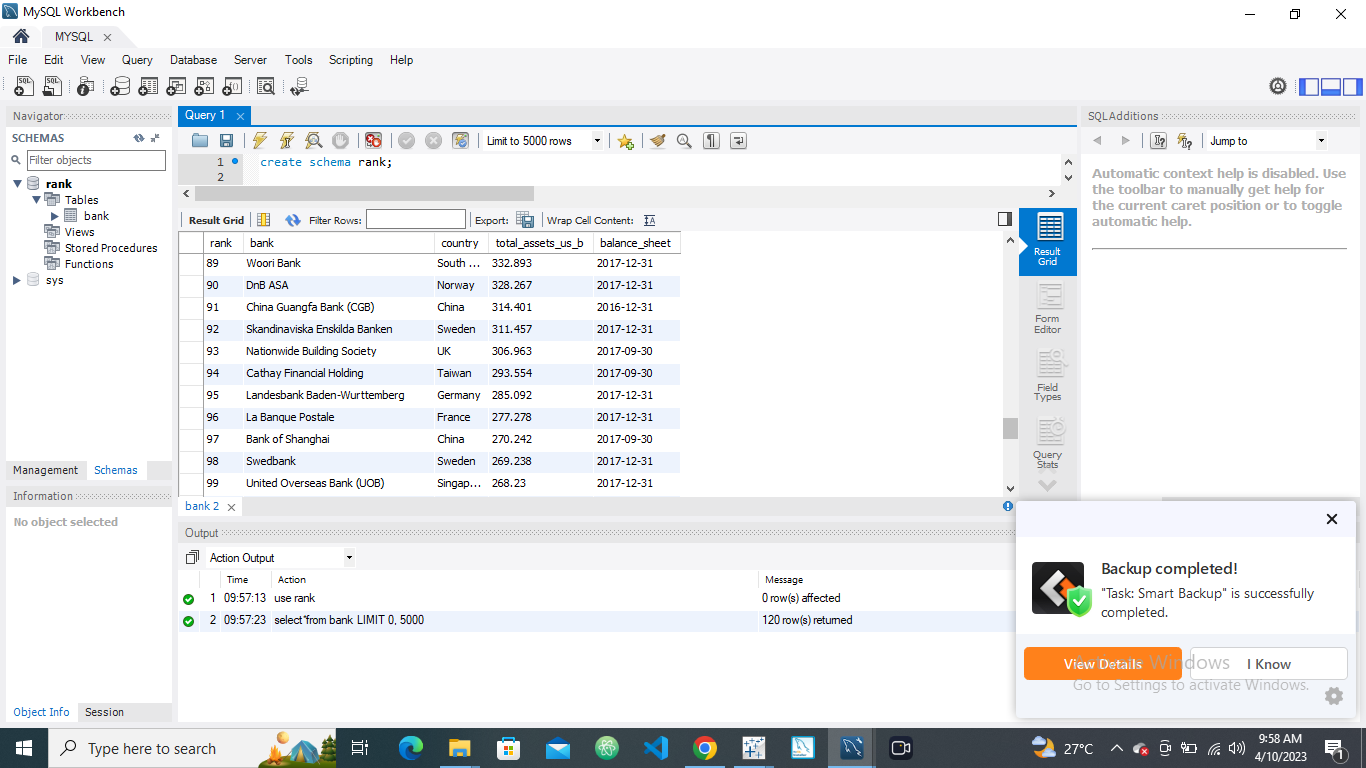 MySQL Workbench
MYSQL
File Edit View Query Database Server Tools Scripting Help
Navigator
SCHEMAS
Filter objects
rank
Tables
bank
Views
Stored Procedures
Functions
sys
Management Schemas
Information
No object selected
Object Info Session
Query 1
Limit to 5000 rows
1 create schema rank;
2
Result Grid Filter Rows: Export: Wrap Cell Content:
rank bank country total_assets_us_b balance_sheet
89 Woori Bank South ... 332.893 2017-12-31
90 DnB ASA Norway 328.267 2017-12-31
91 China Guangfa Bank (CGB) China 314.401 2016-12-31
92 Skandinaviska Enskilda Banken Sweden 311.457 2017-12-31
93 Nationwide Building Society UK 306.963 2017-09-30
94 Cathay Financial Holding Taiwan 293.554 2017-09-30
95 Landesbank Baden-Wurttemberg Germany 285.092 2017-12-31
96 La Banque Postale France 277.278 2017-12-31
97 Bank of Shanghai China 270.242 2017-09-30
98 Swedbank Sweden 269.238 2017-12-31
99 United Overseas Bank (UOB) Singap... 268.23 2017-12-31
Result
Grid
Form
Editor
Field
Types
Query
Stats
bank 2
Output
Action Output
Time Action Message
1 09:57:13 use rank 0 row(s) affected
2 09:57:23 select*from bank LIMIT 0, 5000 120 row(s) returned
SQLAdditions
Jump to
Automatic context help is disabled. Use
the toolbar to manually get help for
the current caret position or to toggle
automatic help.
Backup completed!
"Task: Smart Backup" is successfully
completed.
View Details I Know
Activate Windows
Go to Settings to activate Windows.
Type here to search
27°C
9:58 AM
4/10/2023
1